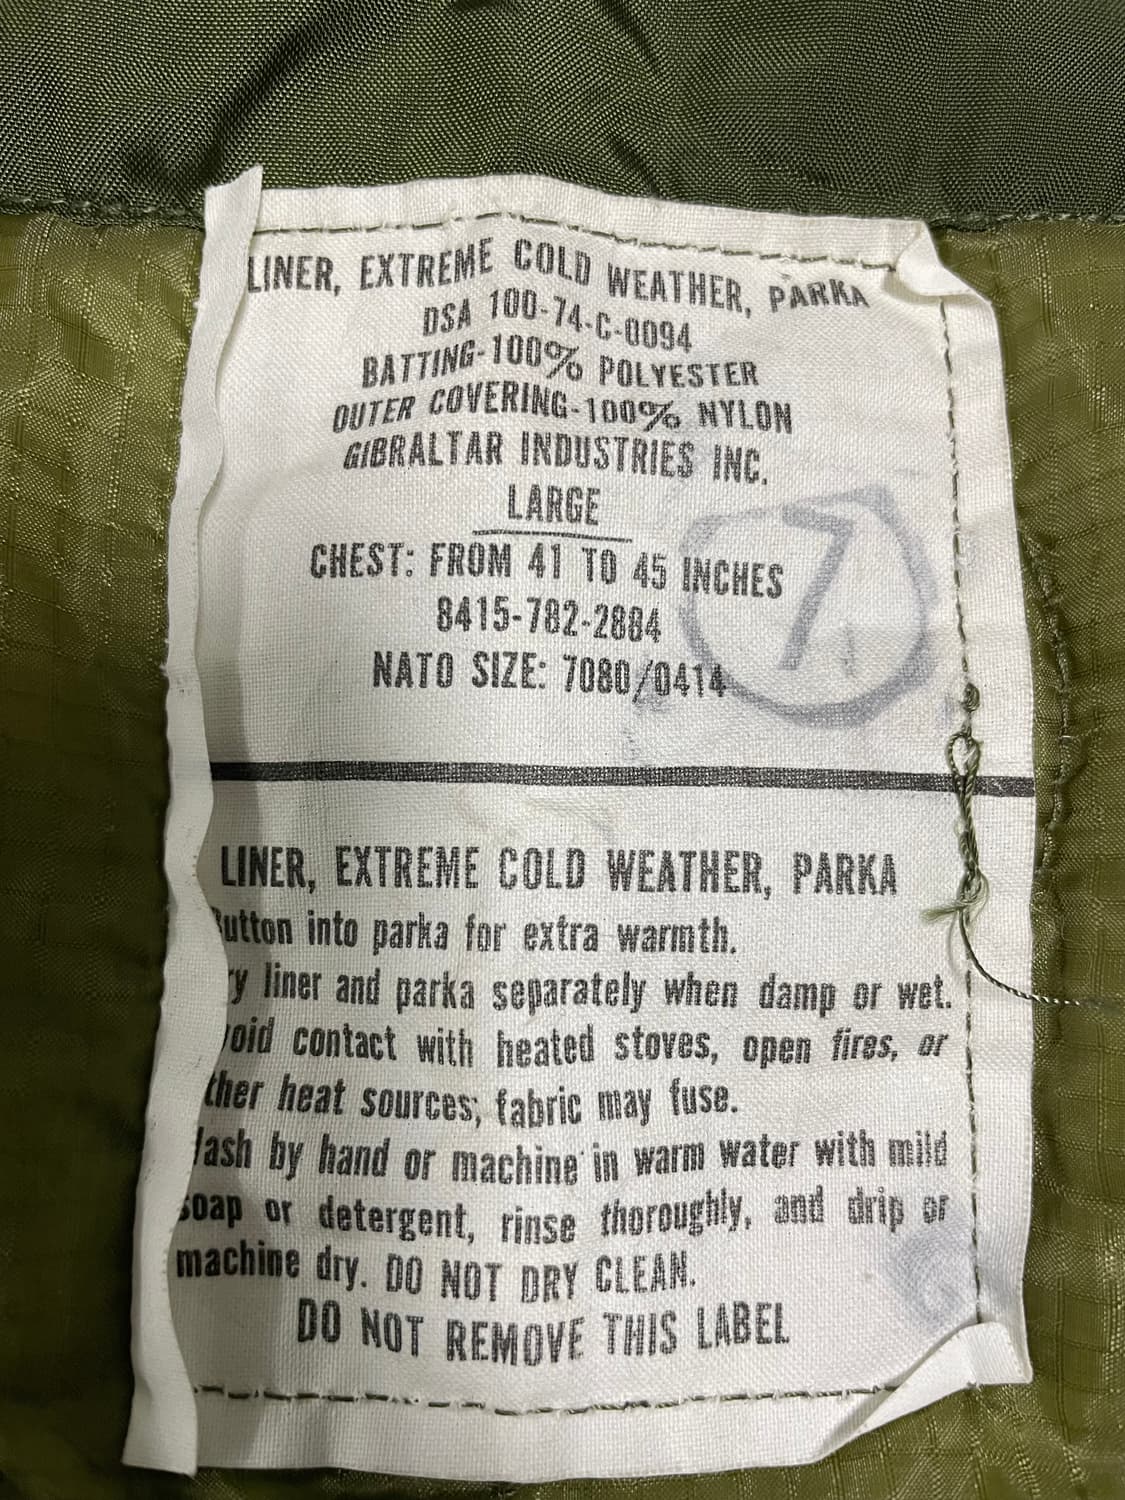 LINER, EXTREME COLD WEATHER, PARKA
DSA 100-74-C-0094
BATTING-100% POLYESTER
OUTER COVERING-100% NYLON
GIBRALTAR INDUSTRIES INC.
LARGE
CHEST: FROM 41 TO 45 INCHES
8415-782-2884
NATO SIZE: 7080/0414
7
LINER, EXTREME COLD WEATHER, PARKA
utton into parka for extra warmth.
ry liner and parka separately when damp or wet.
void contact with heated stoves, open fires, or
ther heat sources; fabric may fuse.
ash by hand or machine in warm water with mild
soap or detergent, rinse thoroughly, and drip or
machine dry. DO NOT DRY CLEAN.
DO NOT REMOVE THIS LABEL